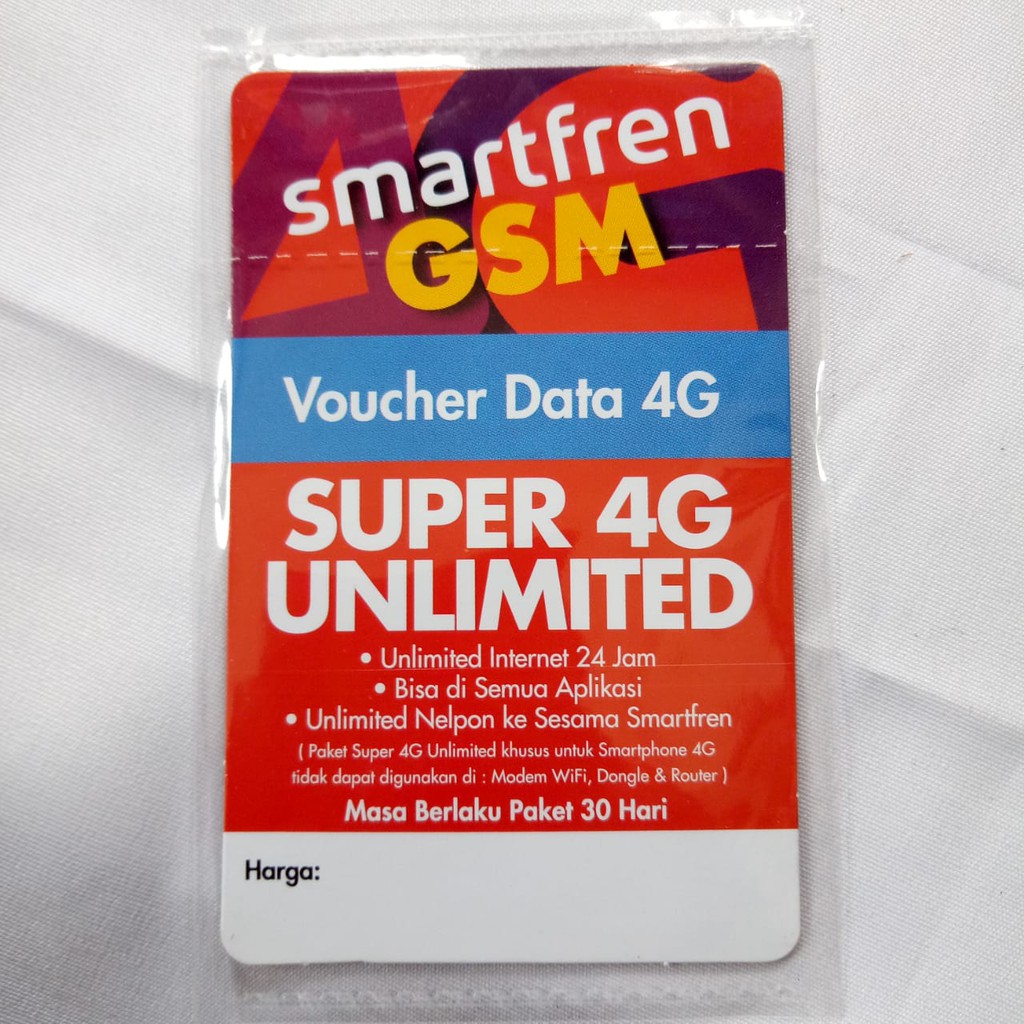 smartfren
GSM
Voucher Data 4G
SUPER 4G
UNLIMITED
• Unlimited Internet 24 Jam
• Bisa di Semua Aplikasi
• Unlimited Nelpon ke Sesama Smartfren
( Paket Super 4G Unlimited khusus untuk Smartphone 4G
tidak dapat digunakan di : Modem WiFi, Dongle & Router )
Masa Berlaku Paket 30 Hari
Harga: